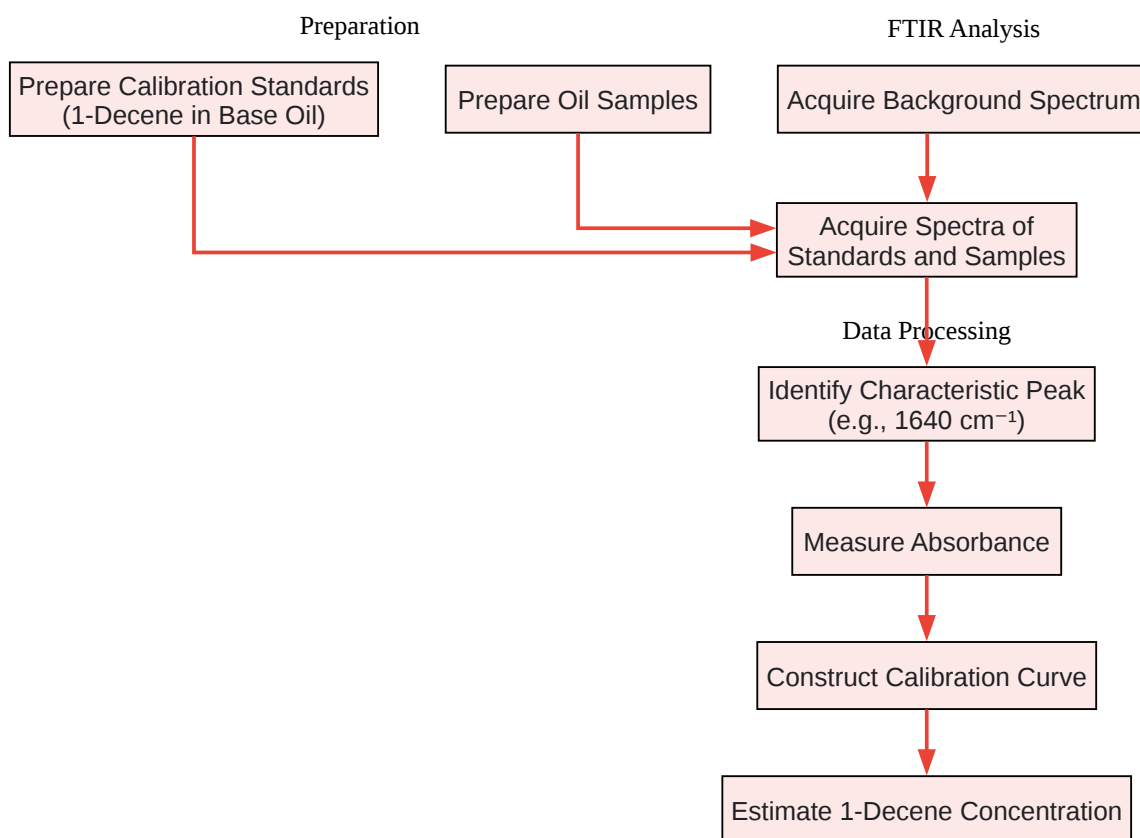 Preparation
FTIR Analysis
Prepare Calibration Standards
(1-Decene in Base Oil)
Prepare Oil Samples
Acquire Background Spectrum
Acquire Spectra of
Standards and Samples
Data Processing
Identify Characteristic Peak
(e.g., 1640 cm⁻¹)
Measure Absorbance
Construct Calibration Curve
Estimate 1-Decene Concentration